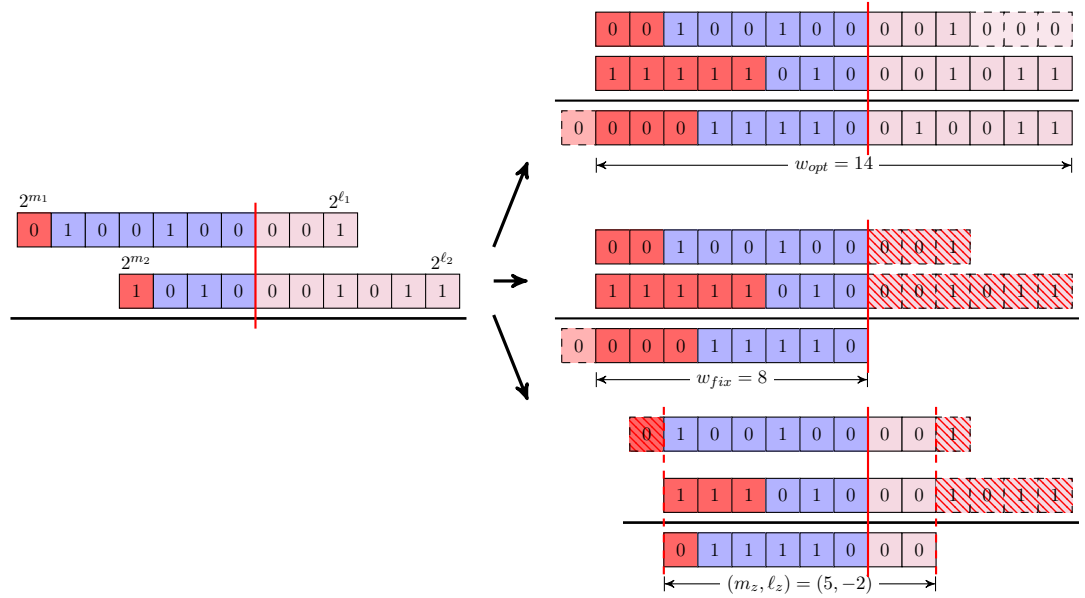 2^{m_1} 2^{ℓ_1}
0 1 0 0 1 0 0 0 0 1
2^{m_2} 2^{ℓ_2}
1 0 1 0 0 0 1 0 1 1
0 0 1 0 0 1 0 0 0 0 1 0 0 0
1 1 1 1 1 0 1 0 0 0 1 0 1 1
0 0 0 0 1 1 1 1 0 0 1 0 0 1 1
w_{opt} = 14
0 0 1 0 0 1 0 0 0 0 1
1 1 1 1 1 0 1 0 0 0 1 0 1 1
0 0 0 0 1 1 1 1 0
w_{fix} = 8
0 1 0 0 1 0 0 0 0 1
1 1 1 0 1 0 0 0 1 0 1 1
0 1 1 1 1 0 0 0
(m_z, ℓ_z) = (5, −2)